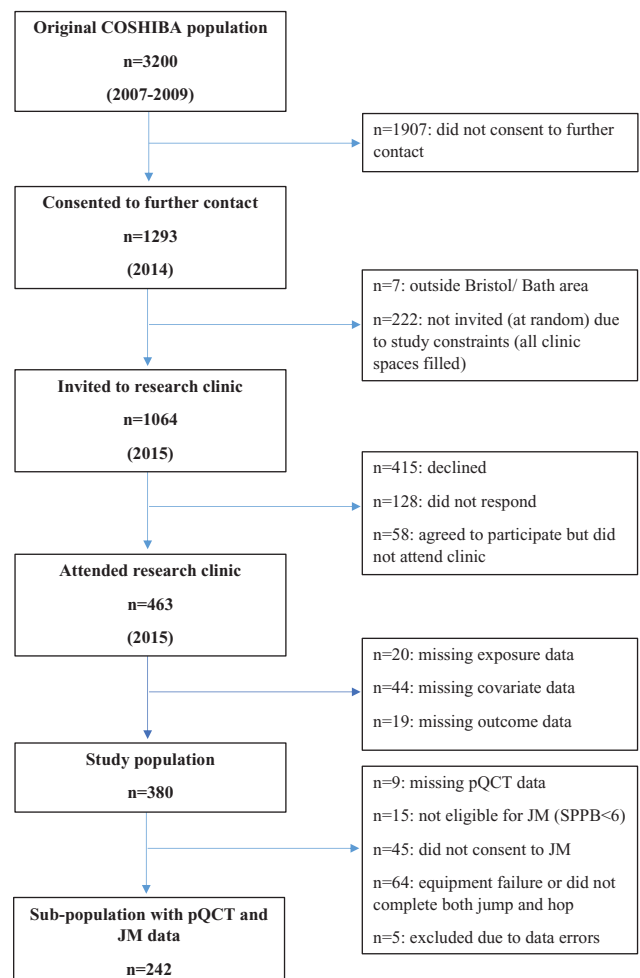 Original COSHIBA population
n=3200
(2007-2009)
n=1907: did not consent to further
contact
Consented to further contact
n=1293
(2014)
n=7: outside Bristol/ Bath area
n=222: not invited (at random) due
to study constraints (all clinic
spaces filled)
Invited to research clinic
n=1064
(2015)
n=415: declined
n=128: did not respond
n=58: agreed to participate but did
not attend clinic
Attended research clinic
n=463
(2015)
n=20: missing exposure data
n=44: missing covariate data
n=19: missing outcome data
Study population
n=380
n=9: missing pQCT data
n=15: not eligible for JM (SPPB<6)
n=45: did not consent to JM
n=64: equipment failure or did not
complete both jump and hop
n=5: excluded due to data errors
Sub-population with pQCT and
JM data
n=242